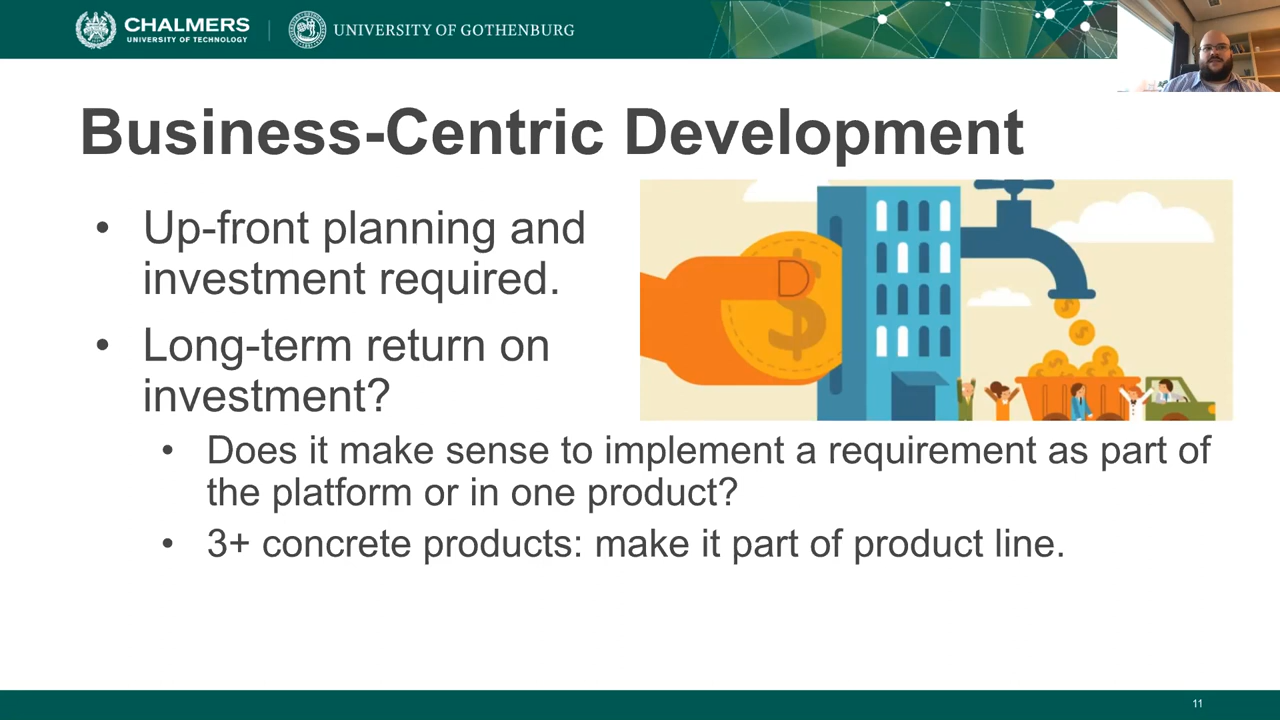 CHALMERS
UNIVERSITY OF TECHNOLOGY
UNIVERSITY OF GOTHENBURG
Business-Centric Development
• Up-front planning and
investment required.
• Long-term return on
investment?
• Does it make sense to implement a requirement as part of
the platform or in one product?
• 3+ concrete products: make it part of product line.
$
$
$
$
$
11